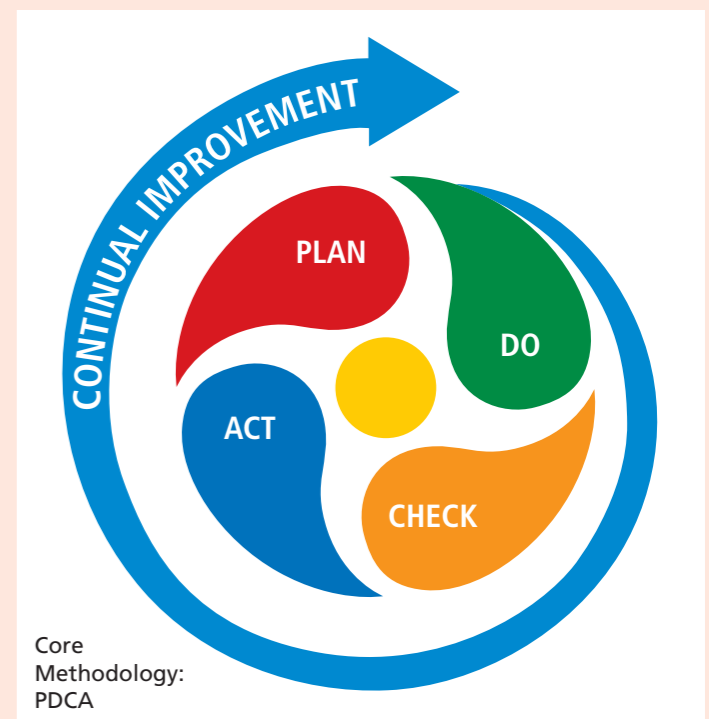 CONTINUAL IMPROVEMENT
PLAN
DO
CHECK
ACT
Core
Methodology:
PDCA